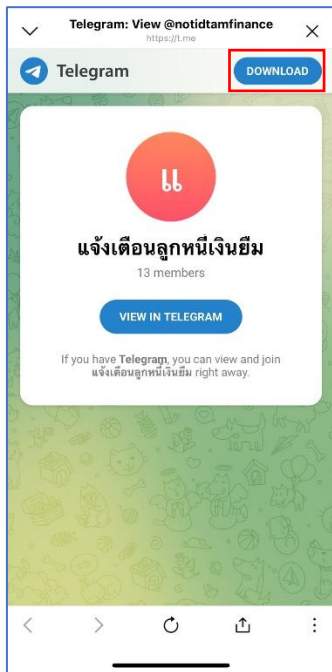 Telegram: View @notidtamfinance
https://t.me
Telegram
DOWNLOAD
แ
แจ้งเตือนลูกหนี้เงินยืม
13 members
VIEW IN TELEGRAM
If you have Telegram, you can view and join
แจ้งเตือนลูกหนี้เงินยืม right away.